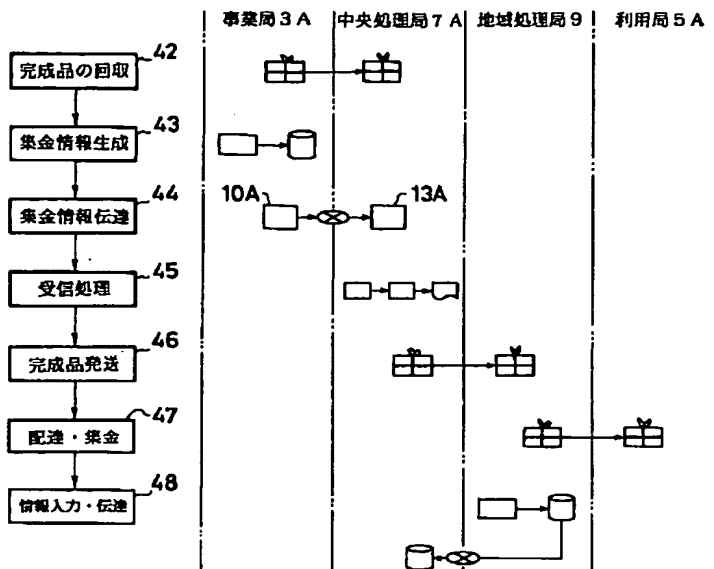 事業局3A 中央処理局7A 地域処理局9 利用局5A
42
完成品の回収
43
集金情報生成
44
集金情報伝達
10A 13A
45
受信処理
46
完成品発送
47
配達・集金
48
情報入力・伝達